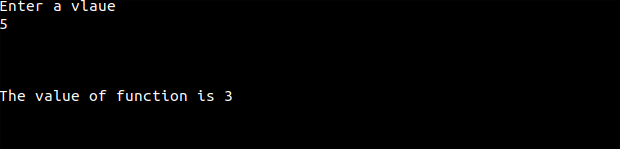 Enter a vlaue
5
The value of function is 3